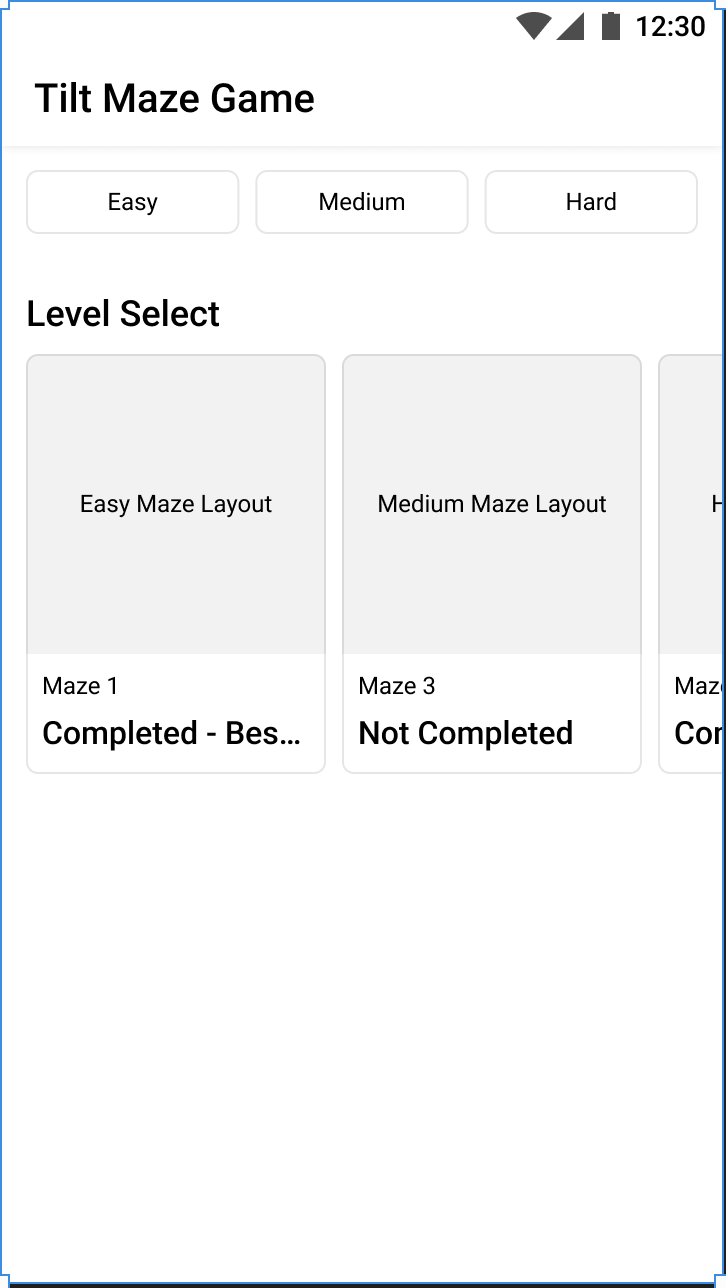 12:30
Tilt Maze Game
Easy
Medium
Hard
Level Select
Easy Maze Layout
Medium Maze Layout
H
Maze 1
Maze 3
Maz
Completed - Bes...
Not Completed
Com